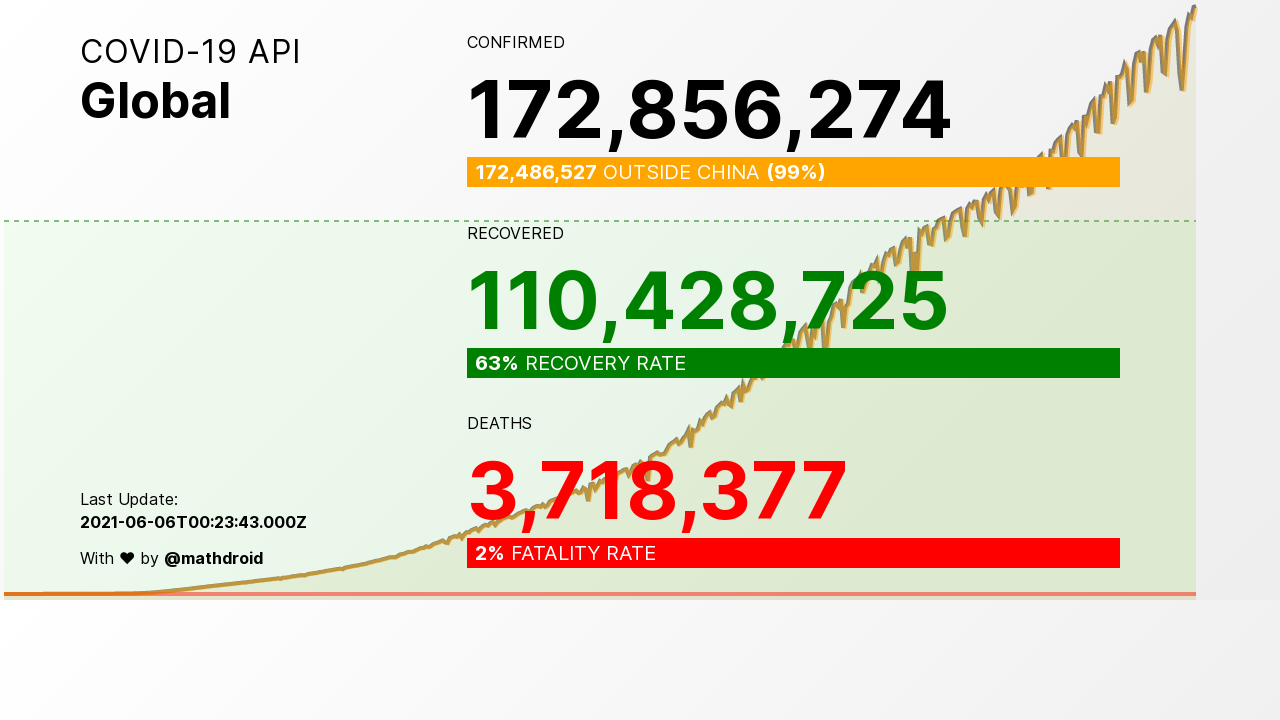 COVID-19 API
Global
CONFIRMED
172,856,274
172,486,527 OUTSIDE CHINA (99%)
RECOVERED
110,428,725
63% RECOVERY RATE
DEATHS
3,718,377
2% FATALITY RATE
Last Update:
2021-06-06T00:23:43.000Z
With ♥ by @mathdroid